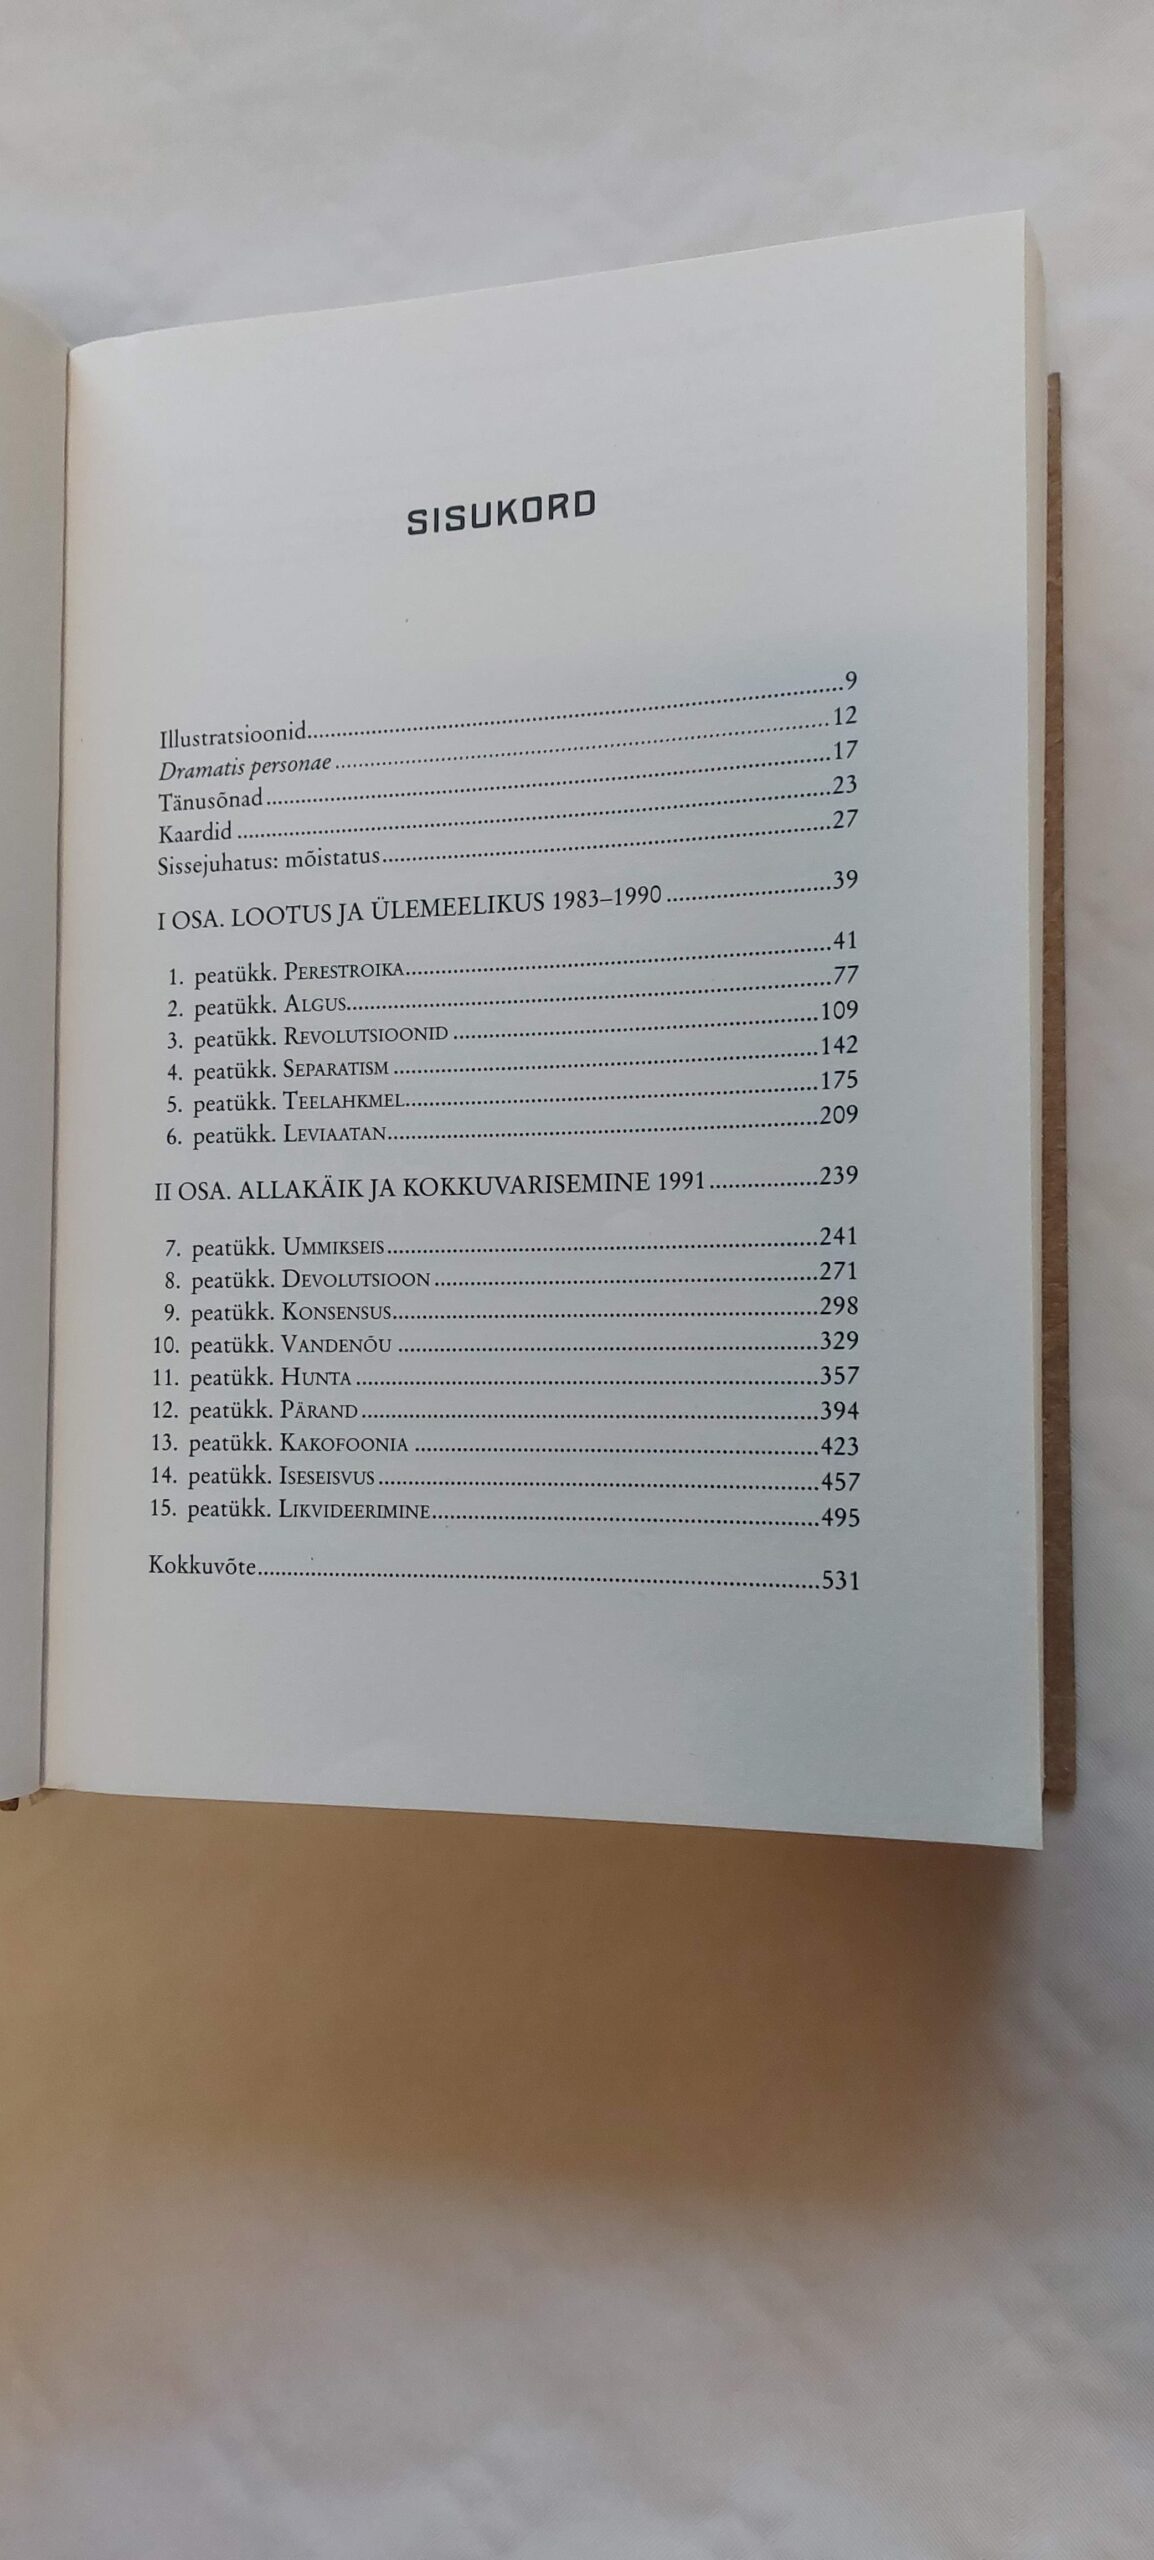 SISUKORD
Illustratsioonid..........9
Dramatis personae..........12
Tänusõnad..........17
Kaardid..........23
Sissejuhatus: mõistatus..........27
I OSA. LOOTUS JA ÜLEMEELIKUS 1983–1990..........39
1. peatükk. PERESTROIKA..........41
2. peatükk. ALGUS..........77
3. peatükk. REVOLUTSIOONID..........109
4. peatükk. SEPARATISM..........142
5. peatükk. TEELAHKMEL..........175
6. peatükk. LEVIAATAN..........209
II OSA. ALLAKÄIK JA KOKKUVARISEMINE 1991..........239
7. peatükk. UMMIKSEIS..........241
8. peatükk. DEVOLUTSIOON..........271
9. peatükk. KONSENSUS..........298
10. peatükk. VANDENÕU..........329
11. peatükk. HUNTA..........357
12. peatükk. PÄRAND..........394
13. peatükk. KAKOFOONIA..........423
14. peatükk. ISESEISVUS..........457
15. peatükk. LIKVIDEERIMINE..........495
Kokkuvõte..........531